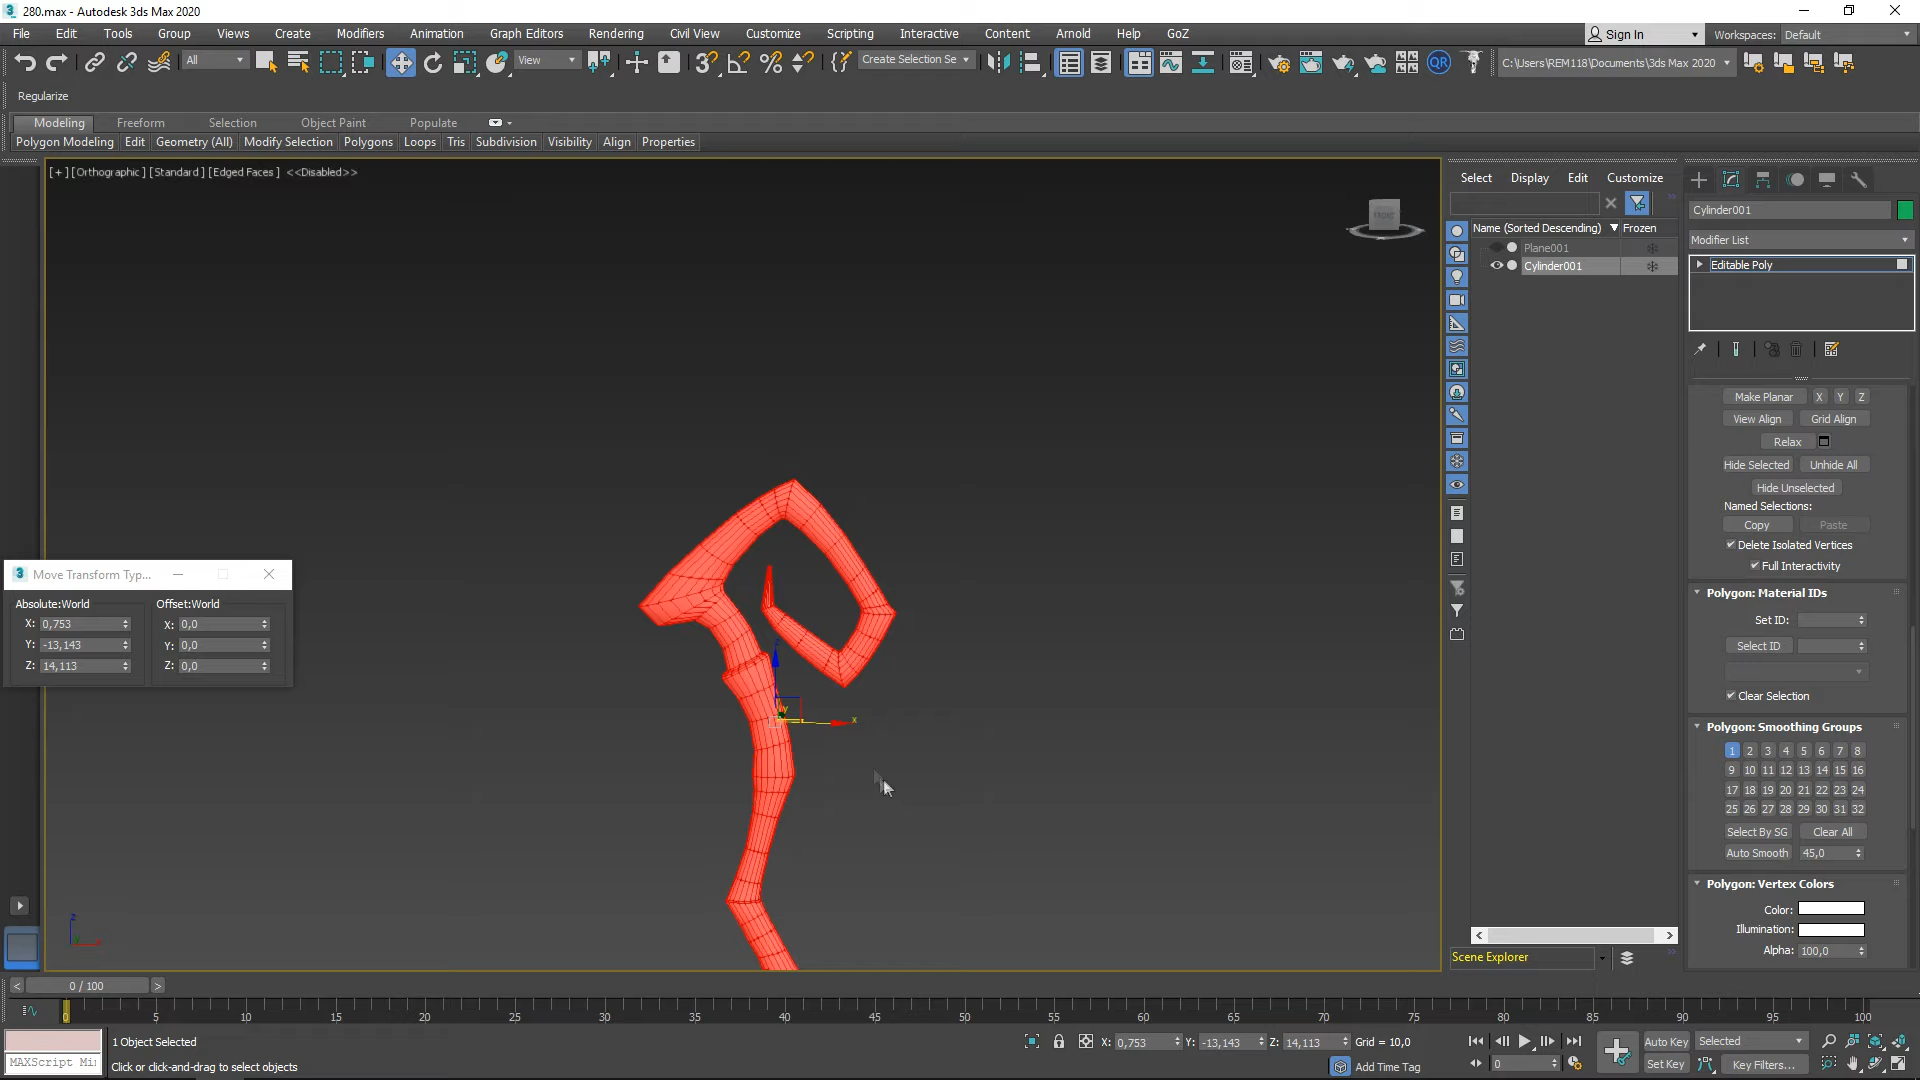 280.max - Autodesk 3ds Max 2020
File Edit Tools Group Views Create Modifiers Animation Graph Editors Rendering Civil View Customize Scripting Interactive Content Arnold Help GoZ
Sign In Workspaces: Default
All View Create Selection Se C:\Users\REM118\Documents\3ds Max 2020
Regularize
Modeling Freeform Selection Object Paint Populate
Polygon Modeling Edit Geometry (All) Modify Selection Polygons Loops Tris Subdivision Visibility Align Properties
[+] [Orthographic] [Standard] [Edged Faces] <<Disabled>>
FRONT
Select Display Edit Customize
Name (Sorted Descending) Frozen
Plane001
Cylinder001
Scene Explorer
Cylinder001
Modifier List
Editable Poly
Make Planar X Y Z
View Align Grid Align
Relax
Hide Selected Unhide All
Hide Unselected
Named Selections:
Copy Paste
Delete Isolated Vertices
Full Interactivity
Polygon: Material IDs
Set ID:
Select ID
Clear Selection
Polygon: Smoothing Groups
1 2 3 4 5 6 7 8
9 10 11 12 13 14 15 16
17 18 19 20 21 22 23 24
25 26 27 28 29 30 31 32
Select By SG Clear All
Auto Smooth 45,0
Polygon: Vertex Colors
Color:
Illumination:
Alpha: 100,0
3 Move Transform Typ...
Absolute:World Offset:World
X: 0,753 X: 0,0
Y: -13,143 Y: 0,0
Z: 14,113 Z: 0,0
z
y
x
z
< 0 / 100 >
0 5 10 15 20 25 30 35 40 45 50 55 60 65 70 75 80 85 90 95 100
1 Object Selected X: 0,753 Y: -13,143 Z: 14,113 Grid = 10,0 Auto Key Selected
MAXScript Mi Click or click-and-drag to select objects Add Time Tag 0 Set Key Key Filters...